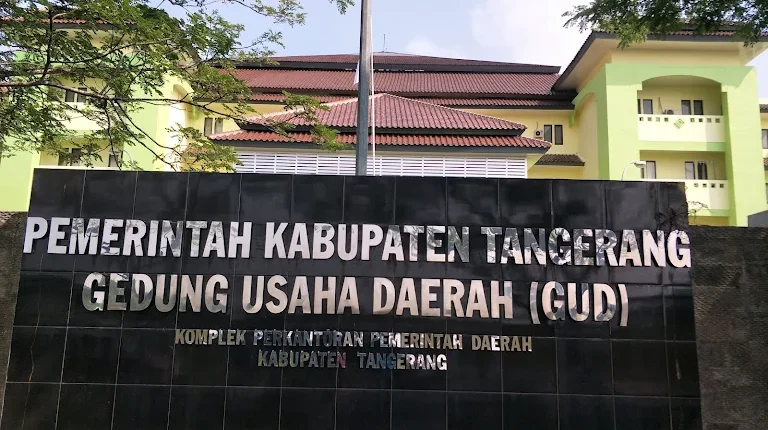 PEMERINTAH KABUPATEN TANGERANG
GEDUNG USAHA DAERAH (GUD)
KOMPLEK PERKANTORAN PEMERINTAH DAERAH
KABUPATEN TANGERANG